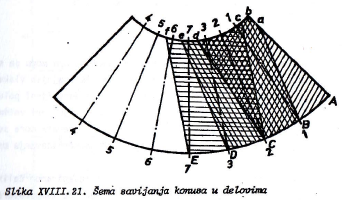 4 5 f 6 e 7 d 3 2 1 c b a
A
B
1
C
2
D
3
E
7
6
5
4
Slika XVIII.21. Šema savijanja konusa u delovima